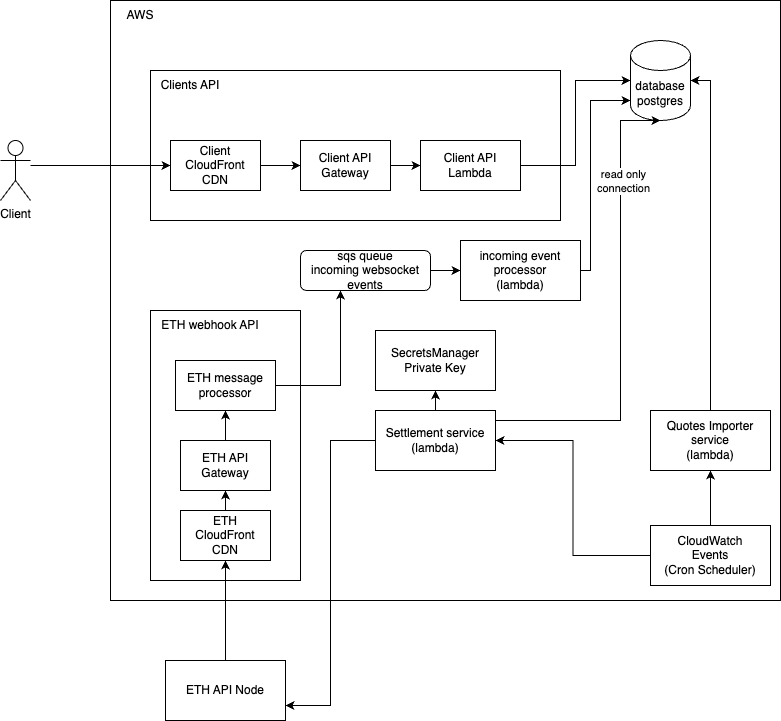 AWS
Clients API
database
postgres
Client
CloudFront
CDN
Client API
Gateway
Client API
Lambda
Client
read only
connection
sqs queue
incoming websocket
events
incoming event
processor
(lambda)
ETH webhook API
ETH message
processor
SecretsManager
Private Key
Settlement service
(lambda)
Quotes Importer
service
(lambda)
ETH API
Gateway
ETH
CloudFront
CDN
CloudWatch
Events
(Cron Scheduler)
ETH API Node